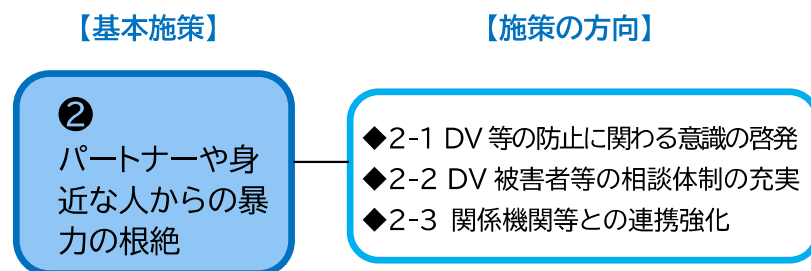 【基本施策】
【施策の方向】
❷
パートナーや身
近な人からの暴
力の根絶
◆2-1 DV 等の防止に関わる意識の啓発
◆2-2 DV 被害者等の相談体制の充実
◆2-3 関係機関等との連携強化